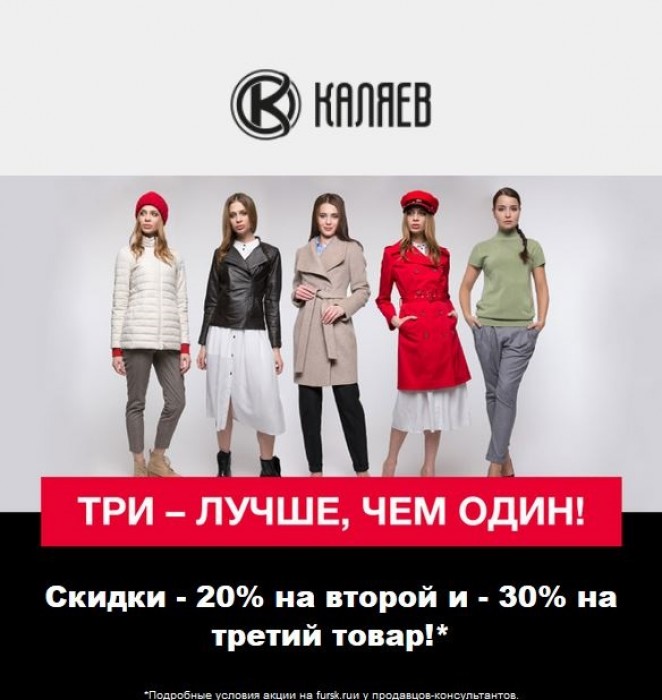 КАЛЯЕВ
ТРИ – ЛУЧШЕ, ЧЕМ ОДИН!
Скидки - 20% на второй и - 30% на
третий товар!*
*Подробные условия акции на fursk.ruи у продавцов-консультантов.